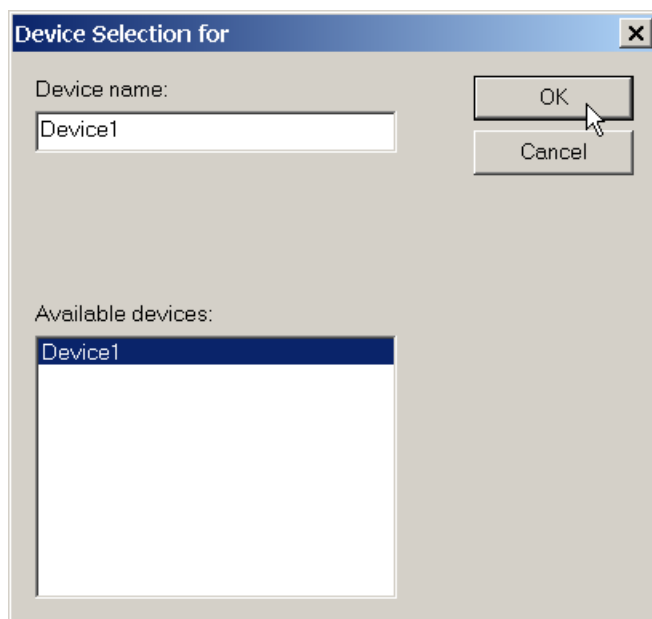 Device Selection for
Device name:
Device1
OK
Cancel
Available devices:
Device1